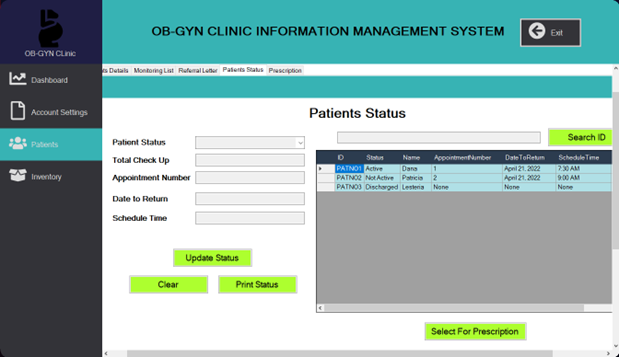 OB-GYN CLINIC INFORMATION MANAGEMENT SYSTEM
Exit
OB-GYN CLinic
Dashboard
Account Settings
Patients
Inventory
ts Details Monitoring List Referral Letter Patients Status Prescription
Patients Status
Patient Status
Total Check Up
Appointment Number
Date to Return
Schedule Time
Update Status
Clear Print Status
Search ID
ID Status Name AppointmentNumber DateToReturn ScheduleTime
PATN01 Active Dana 1 April 21, 2022 7:30 AM
PATN02 Not Active Patricia 2 April 21, 2022 9:00 AM
PATN03 Discharged Lesteria None None None
Select For Prescription